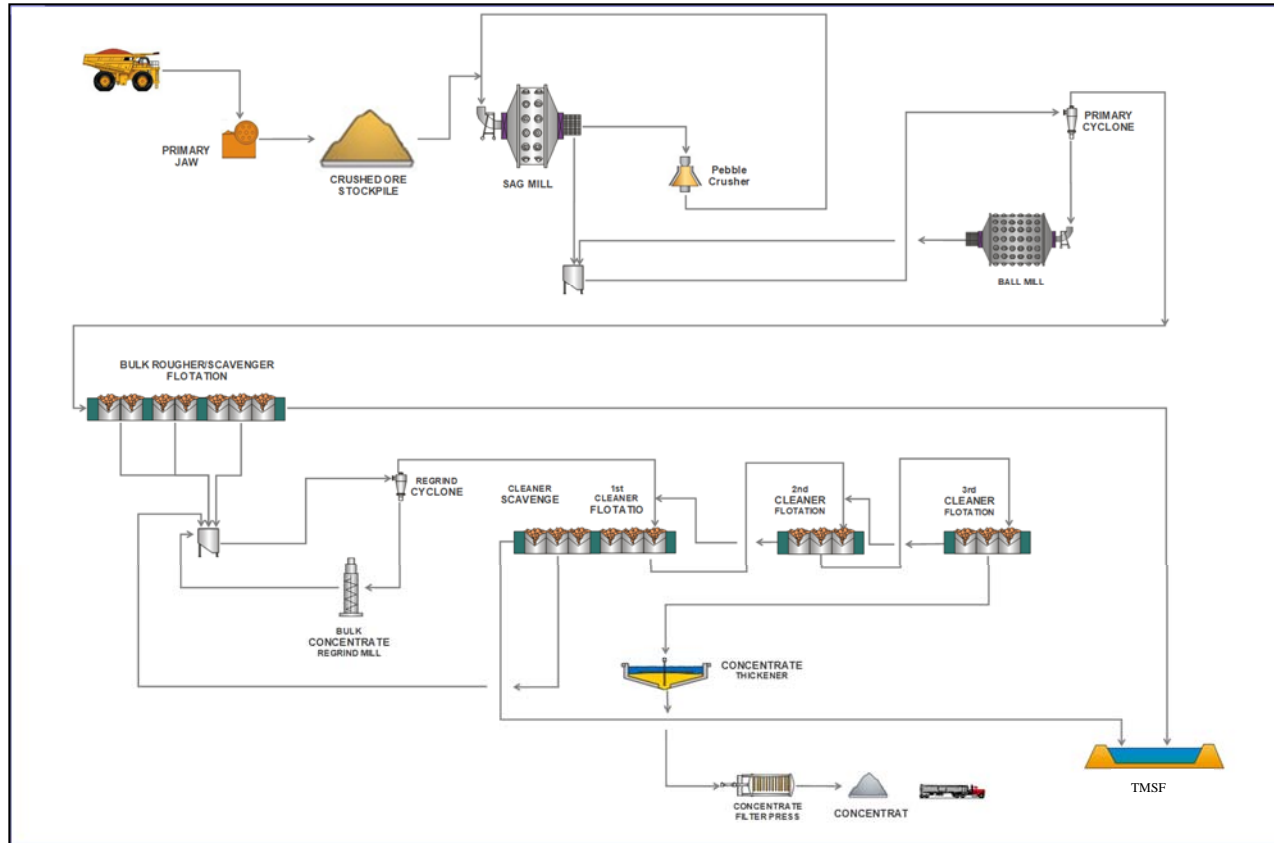 PRIMARY
JAW
CRUSHED ORE
STOCKPILE
SAG MILL
Pebble
Crusher
PRIMARY
CYCLONE
BALL MILL
BULK ROUGHER/SCAVENGER
FLOTATION
REGRIND
CYCLONE
CLEANER
SCAVENGE
1st
CLEANER
FLOTATIO
2nd
CLEANER
FLOTATION
3rd
CLEANER
FLOTATION
BULK
CONCENTRATE
REGRIND MILL
CONCENTRATE
THICKENER
CONCENTRATE
FILTER PRESS
CONCENTRAT
TMSF